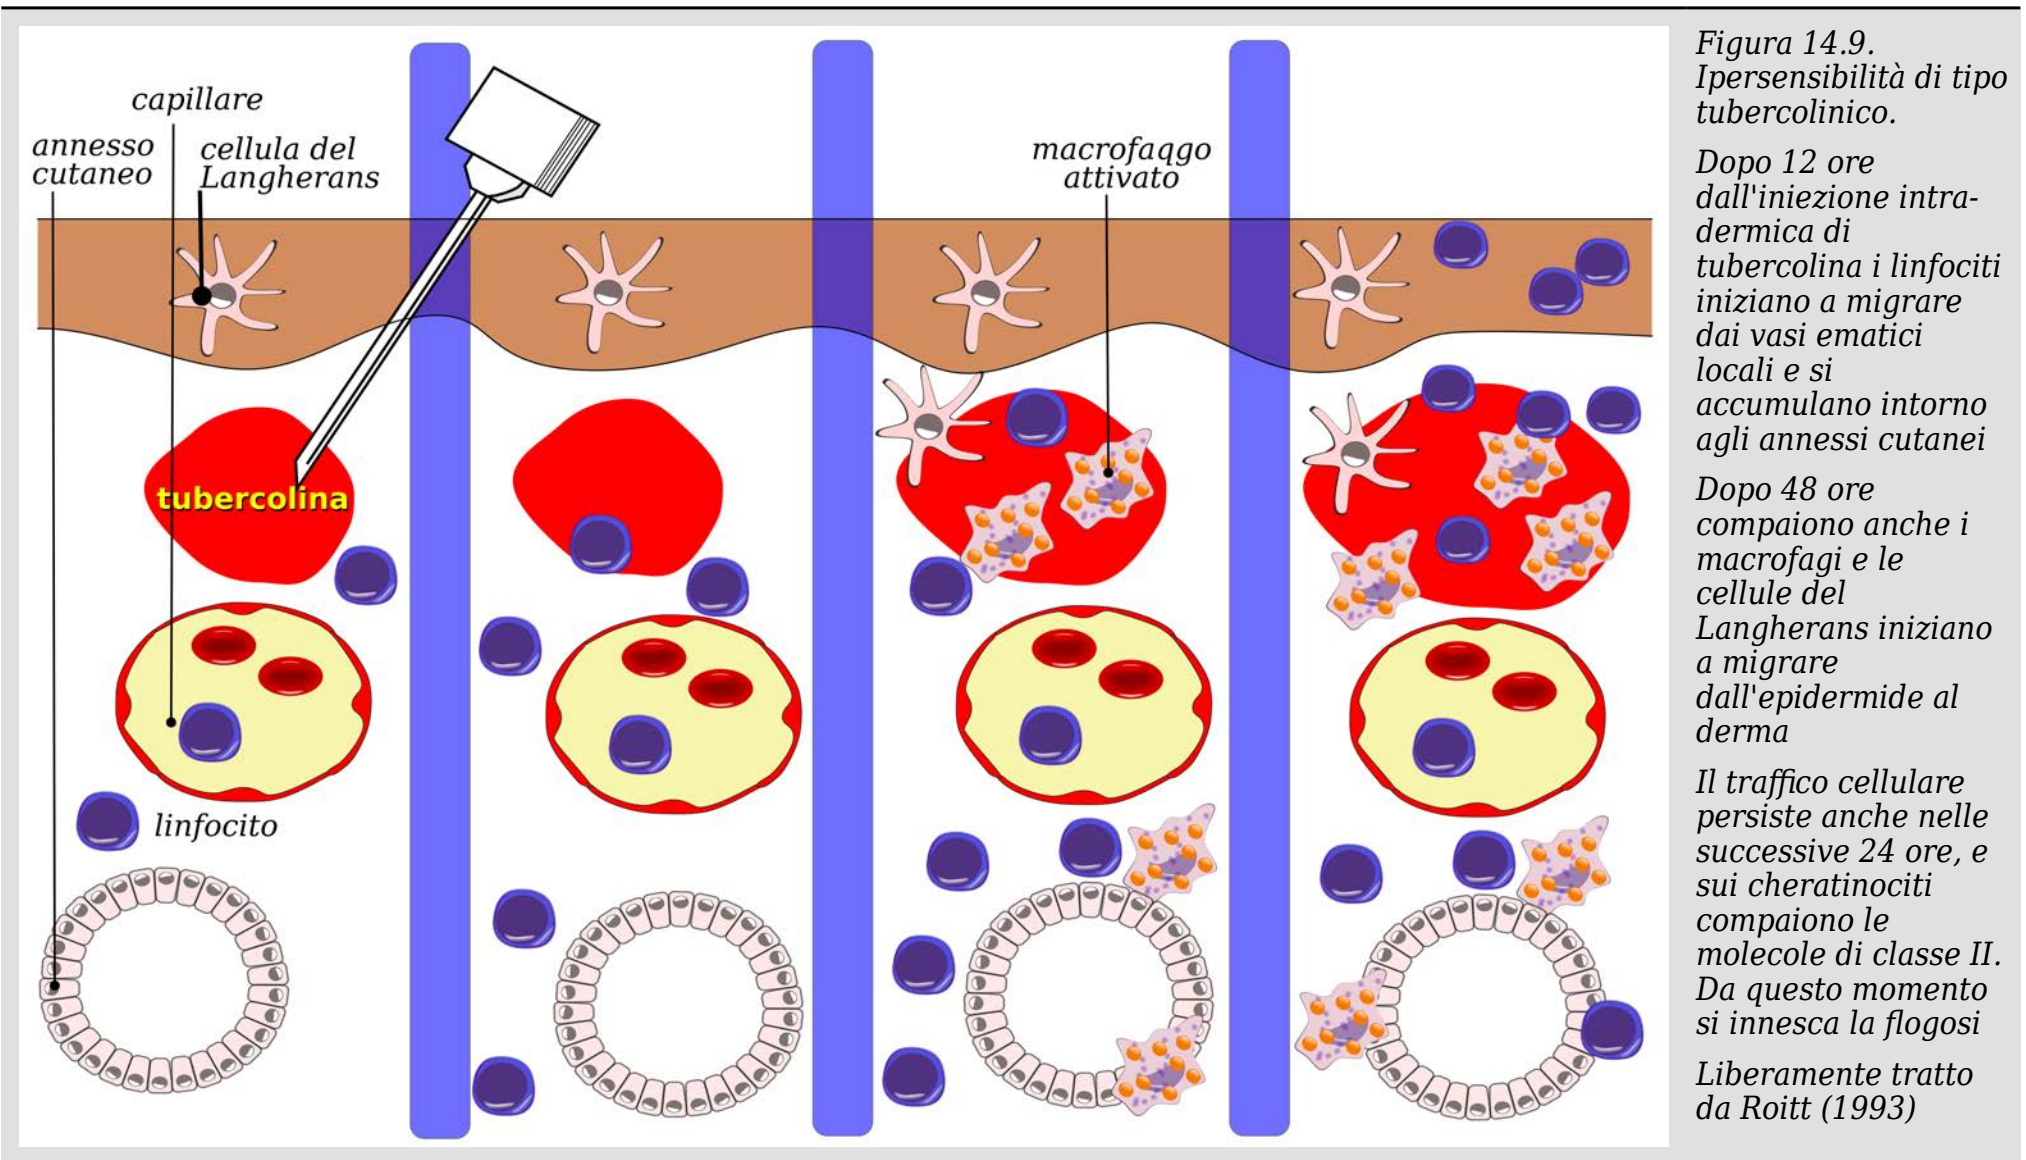 capillare
annesso
cutaneo
cellula del
Langherans
macrofaqgo
attivato
tubercolina
linfocito
Figura 14.9.
Ipersensibilità di tipo
tubercolinico.
Dopo 12 ore
dall'iniezione intra-
dermica di
tubercolina i linfociti
iniziano a migrare
dai vasi ematici
locali e si
accumulano intorno
agli annessi cutanei
Dopo 48 ore
compaiono anche i
macrofagi e le
cellule del
Langherans iniziano
a migrare
dall'epidermide al
derma
Il traffico cellulare
persiste anche nelle
successive 24 ore, e
sui cheratinociti
compaiono le
molecole di classe II.
Da questo momento
si innesca la flogosi
Liberamente tratto
da Roitt (1993)